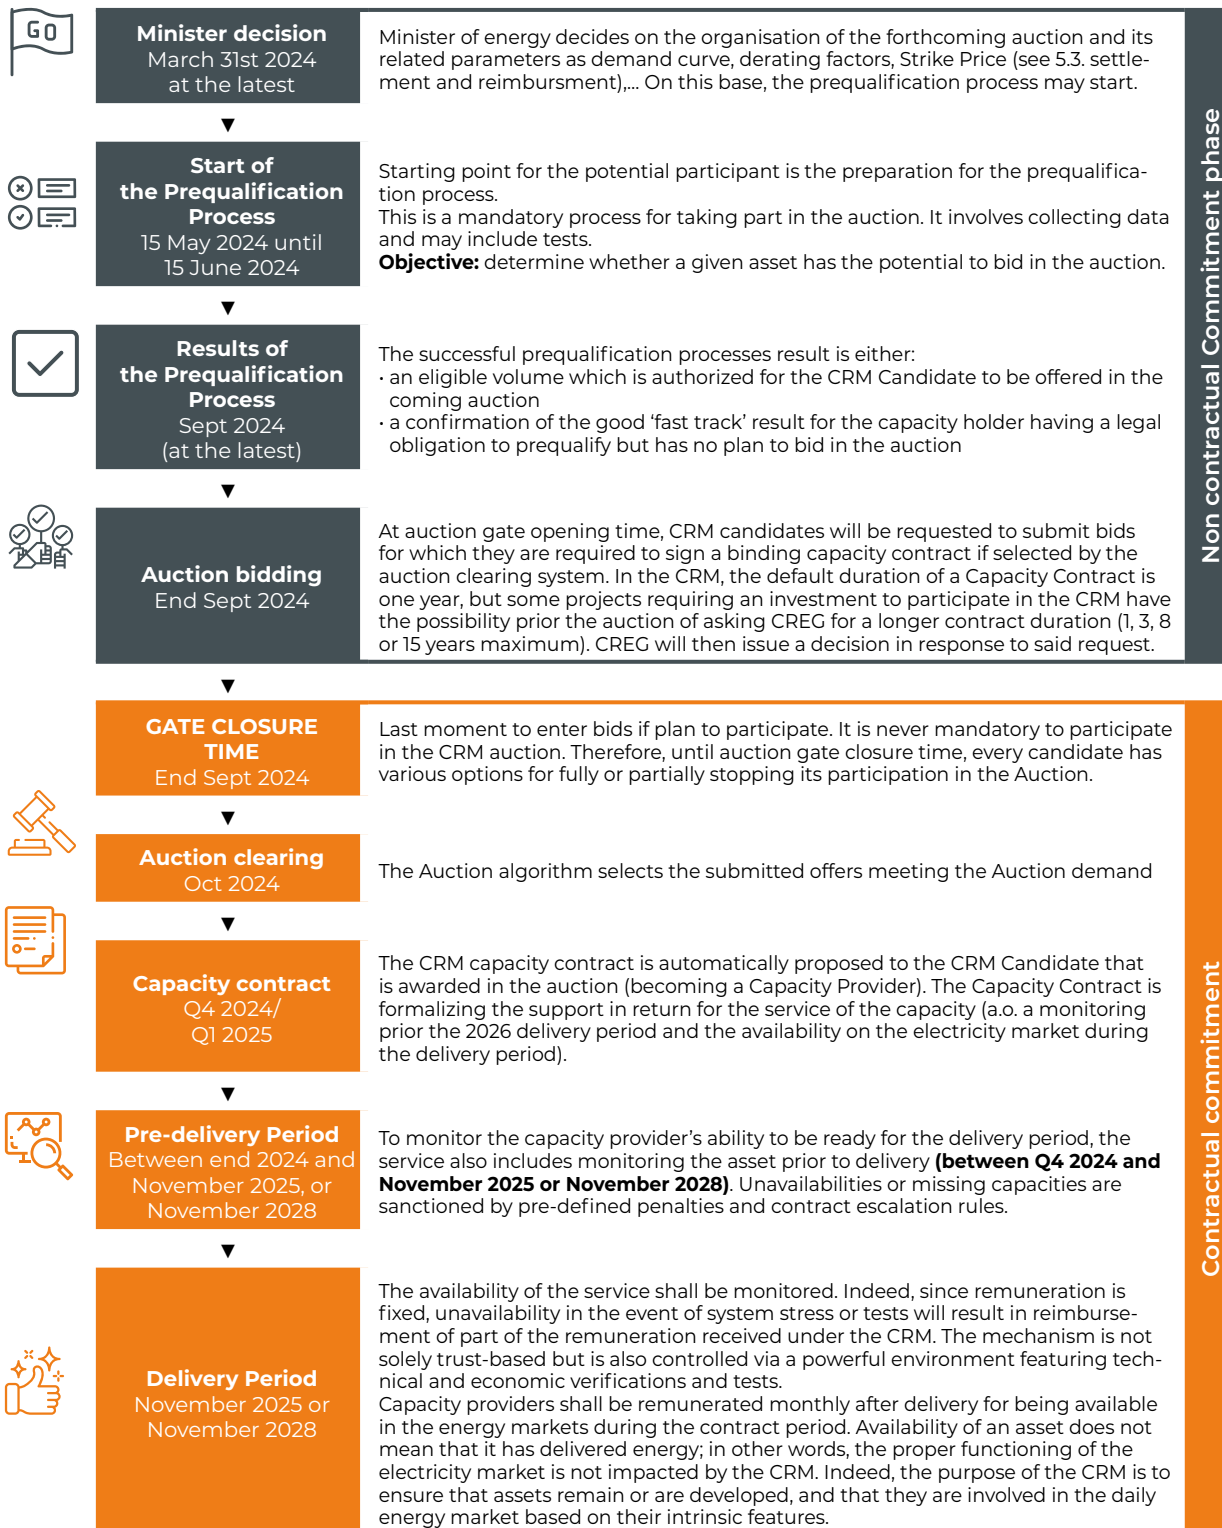 GO
Minister decision
March 31st 2024
at the latest
Minister of energy decides on the organisation of the forthcoming auction and its
related parameters as demand curve, derating factors, Strike Price (see 5.3. settle-
ment and reimbursment),... On this base, the prequalification process may start.
▼
Start of
the Prequalification
Process
15 May 2024 until
15 June 2024
Starting point for the potential participant is the preparation for the prequalifica-
tion process.
This is a mandatory process for taking part in the auction. It involves collecting data
and may include tests.
Objective: determine whether a given asset has the potential to bid in the auction.
▼
Results of
the Prequalification
Process
Sept 2024
(at the latest)
The successful prequalification processes result is either:
· an eligible volume which is authorized for the CRM Candidate to be offered in the
coming auction
· a confirmation of the good ‘fast track’ result for the capacity holder having a legal
obligation to prequalify but has no plan to bid in the auction
▼
Auction bidding
End Sept 2024
At auction gate opening time, CRM candidates will be requested to submit bids
for which they are required to sign a binding capacity contract if selected by the
auction clearing system. In the CRM, the default duration of a Capacity Contract is
one year, but some projects requiring an investment to participate in the CRM have
the possibility prior the auction of asking CREG for a longer contract duration (1, 3, 8
or 15 years maximum). CREG will then issue a decision in response to said request.
Non contractual Commitment phase
▼
GATE CLOSURE
TIME
End Sept 2024
Last moment to enter bids if plan to participate. It is never mandatory to participate
in the CRM auction. Therefore, until auction gate closure time, every candidate has
various options for fully or partially stopping its participation in the Auction.
▼
Auction clearing
Oct 2024
The Auction algorithm selects the submitted offers meeting the Auction demand
▼
Capacity contract
Q4 2024/
Q1 2025
The CRM capacity contract is automatically proposed to the CRM Candidate that
is awarded in the auction (becoming a Capacity Provider). The Capacity Contract is
formalizing the support in return for the service of the capacity (a.o. a monitoring
prior the 2026 delivery period and the availability on the electricity market during
the delivery period).
▼
Pre-delivery Period
Between end 2024 and
November 2025, or
November 2028
To monitor the capacity provider’s ability to be ready for the delivery period, the
service also includes monitoring the asset prior to delivery (between Q4 2024 and
November 2025 or November 2028). Unavailabilities or missing capacities are
sanctioned by pre-defined penalties and contract escalation rules.
▼
Delivery Period
November 2025 or
November 2028
The availability of the service shall be monitored. Indeed, since remuneration is
fixed, unavailability in the event of system stress or tests will result in reimburse-
ment of part of the remuneration received under the CRM. The mechanism is not
solely trust-based but is also controlled via a powerful environment featuring tech-
nical and economic verifications and tests.
Capacity providers shall be remunerated monthly after delivery for being available
in the energy markets during the contract period. Availability of an asset does not
mean that it has delivered energy; in other words, the proper functioning of the
electricity market is not impacted by the CRM. Indeed, the purpose of the CRM is to
ensure that assets remain or are developed, and that they are involved in the daily
energy market based on their intrinsic features.
Contractual commitment